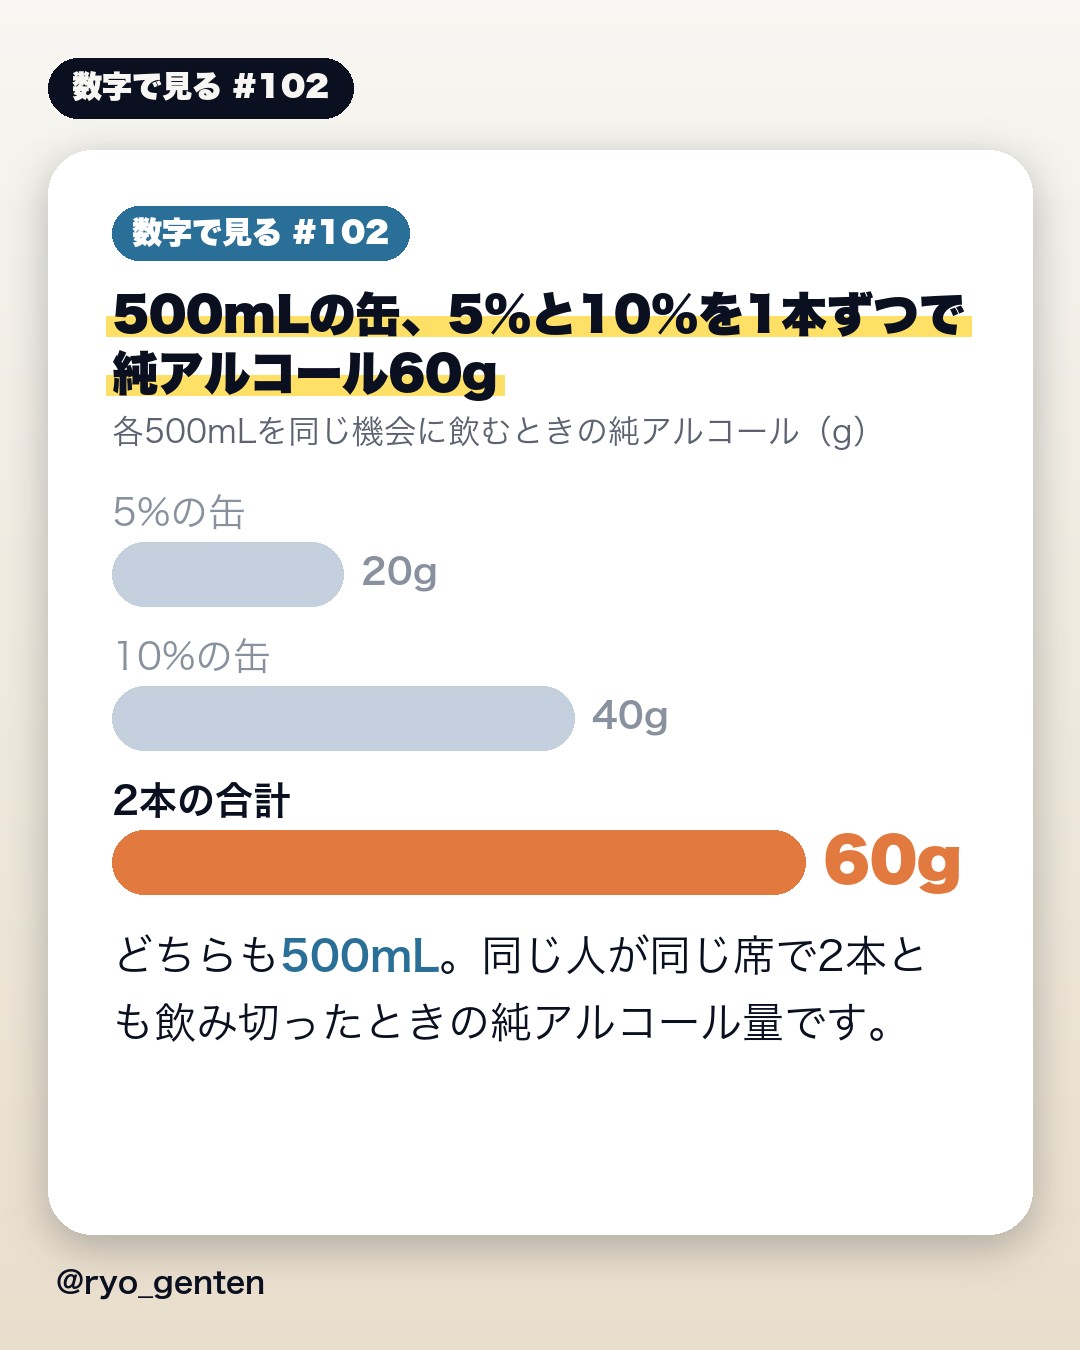 数字で見る #102
数字で見る #102
500mLの缶、5%と10%を1本ずつで
純アルコール60g
各500mLを同じ機会に飲むときの純アルコール（g）
5%の缶
20g
10%の缶
40g
2本の合計
60g
どちらも500mL。同じ人が同じ席で2本と
も飲み切ったときの純アルコール量です。
@ryo_genten